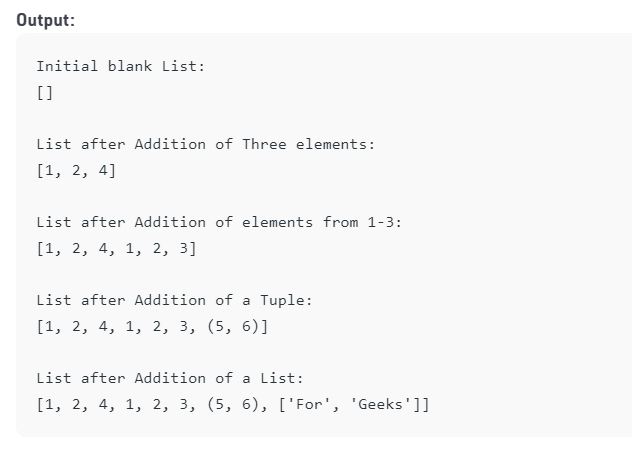 Output:
Initial blank List:
[]
List after Addition of Three elements:
[1, 2, 4]
List after Addition of elements from 1-3:
[1, 2, 4, 1, 2, 3]
List after Addition of a Tuple:
[1, 2, 4, 1, 2, 3, (5, 6)]
List after Addition of a List:
[1, 2, 4, 1, 2, 3, (5, 6), ['For', 'Geeks']]